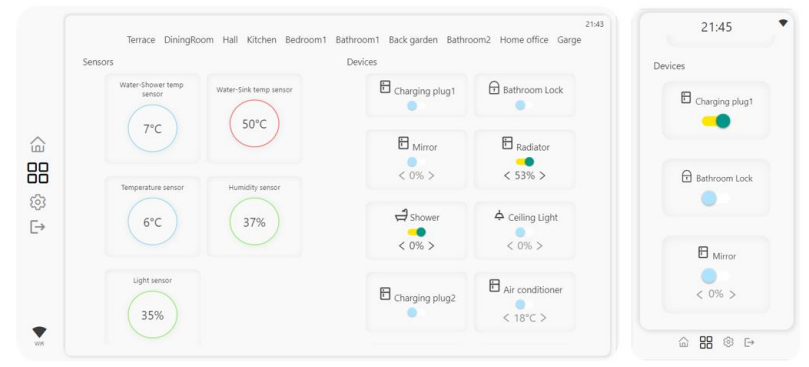 21:43
Terrace DiningRoom Hall Kitchen Bedroom1 Bathroom1 Back garden Bathroom2 Home office Garge
Sensors
Water-Shower temp
sensor
7°C
Water-Sink temp sensor
50°C
Temperature sensor
6°C
Humidity sensor
37%
Light sensor
35%
Wifi
Devices
Charging plug1
Bathroom Lock
Mirror
< 0% >
Radiator
< 53% >
Shower
< 0% >
Ceiling Light
< 0% >
Charging plug2
Air conditioner
< 18°C >
21:45
Devices
Charging plug1
Bathroom Lock
Mirror
< 0% >